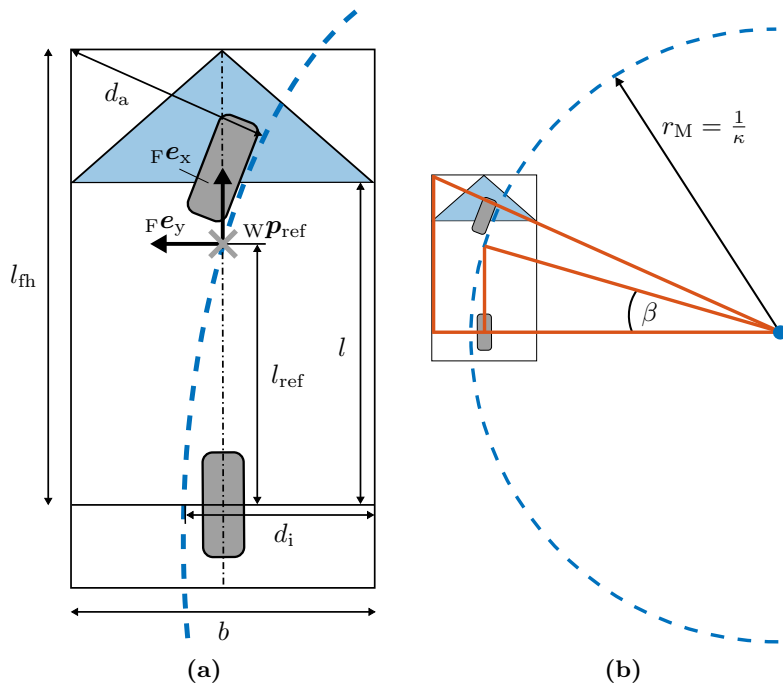 d_a
_F e_x
_F e_y
_W p_ref
l_fh
l_ref
l
d_i
b
(a)
r_M = 1/κ
β
(b)